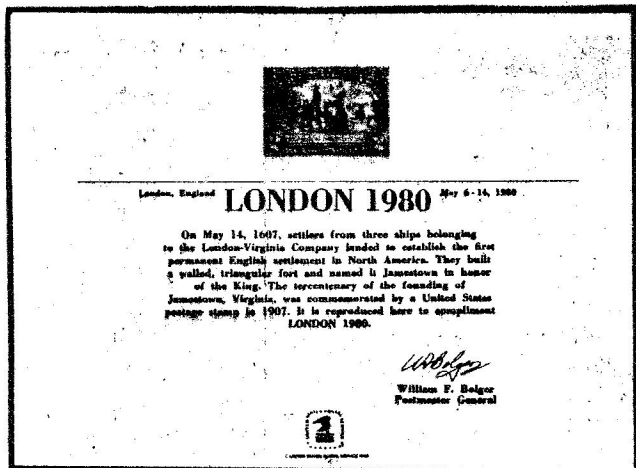 London, England
LONDON 1980
May 6-14, 1980
On May 14, 1607, settlers from three ships belonging
to the London-Virginia Company landed to establish the first
permanent English settlement in North America. They built
a walled, triangular fort and named it Jamestown in honor
of the King. The tercentenary of the founding of
Jamestown, Virginia, was commemorated by a United States
postage stamp in 1907. It is reproduced here to compliment
LONDON 1980.
WF Bolger
William F. Bolger
Postmaster General